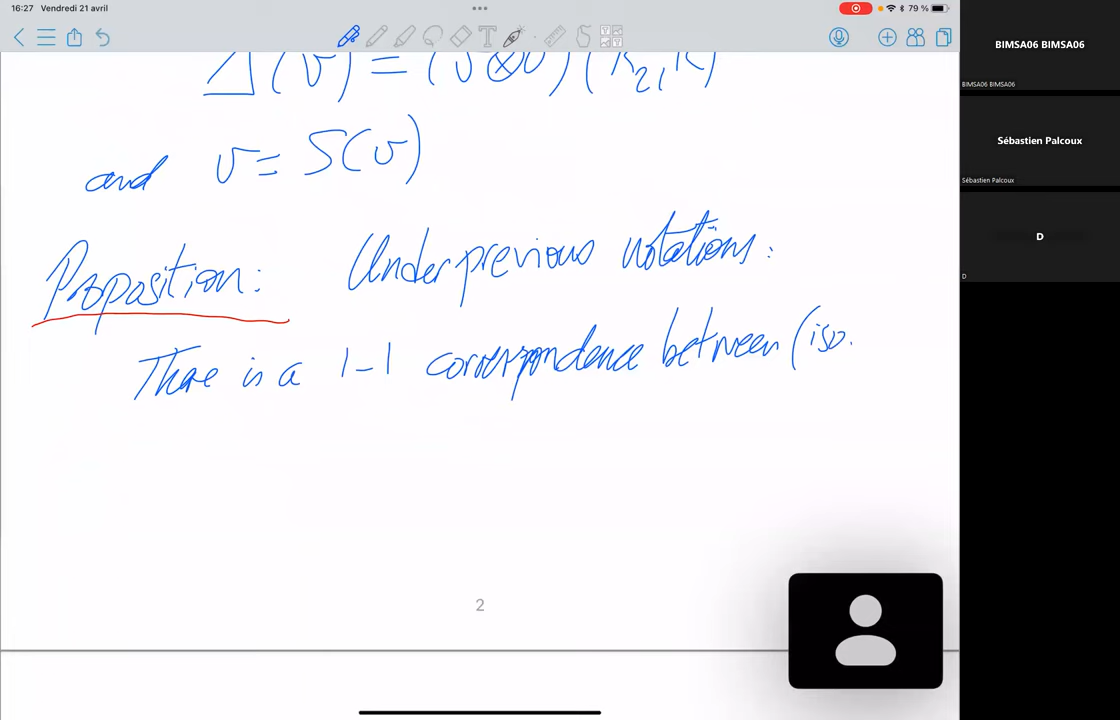 16:27 Vendredi 21 avril
79 %
Δ(v) = (v⊗v)(R₂₁R)
and v = S(v)
Proposition: Under previous notations:
There is a 1-1 correspondence between (iso.
2
BIMSA06 BIMSA06
BIMSA06 BIMSA06
Sébastien Palcoux
Sébastien Palcoux
D
D